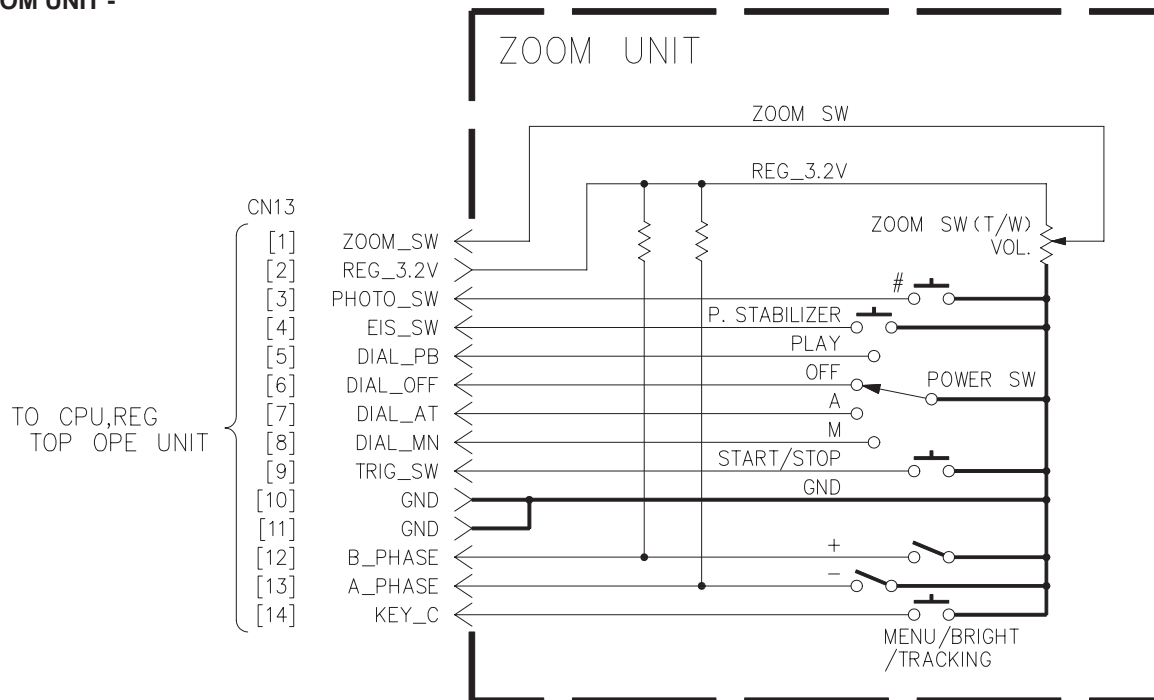 OM UNIT -
ZOOM UNIT
ZOOM SW
REG_3.2V
CN13
ZOOM SW(T/W)
VOL.
[1] ZOOM_SW
[2] REG_3.2V
[3] PHOTO_SW #
[4] EIS_SW P. STABILIZER
[5] DIAL_PB PLAY
[6] DIAL_OFF OFF POWER SW
[7] DIAL_AT A
[8] DIAL_MN M
[9] TRIG_SW START/STOP
[10] GND GND
[11] GND
[12] B_PHASE +
[13] A_PHASE −
[14] KEY_C
TO CPU,REG
TOP OPE UNIT
MENU/BRIGHT
/TRACKING